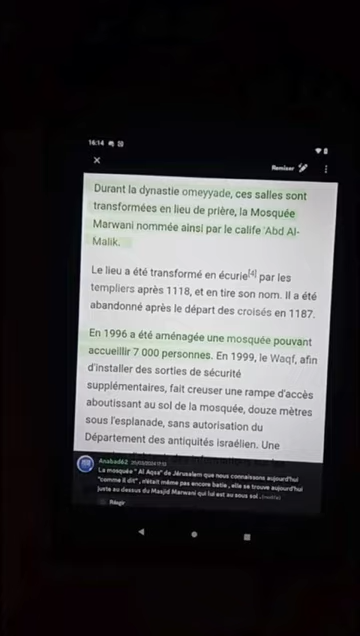 16:14
Remixer
Durant la dynastie omeyyade, ces salles sont
transformées en lieu de prière, la Mosquée
Marwani nommée ainsi par le calife 'Abd Al-
Malik.
Le lieu a été transformé en écurie[4] par les
templiers après 1118, et en tire son nom. Il a été
abandonné après le départ des croisés en 1187.
En 1996 a été aménagée une mosquée pouvant
accueillir 7 000 personnes. En 1999, le Waqf, afin
d'installer des sorties de sécurité
supplémentaires, fait creuser une rampe d'accès
aboutissant au sol de la mosquée, douze mètres
sous l'esplanade, sans autorisation du
Département des antiquités israélien. Une
La mosquée " Al Aqsa" de Jérusalem que nous connaissons aujourd'hui
"comme il dit", n'était même pas encore batie, elle se trouve aujourd'hui
juste au dessus du Masjid Marwani qui lui est au sous sol
Réagir